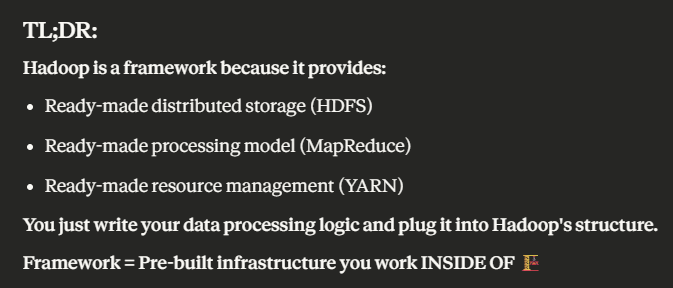 TL;DR:
Hadoop is a framework because it provides:
• Ready-made distributed storage (HDFS)
• Ready-made processing model (MapReduce)
• Ready-made resource management (YARN)
You just write your data processing logic and plug it into Hadoop's structure.
Framework = Pre-built infrastructure you work INSIDE OF 🏗️